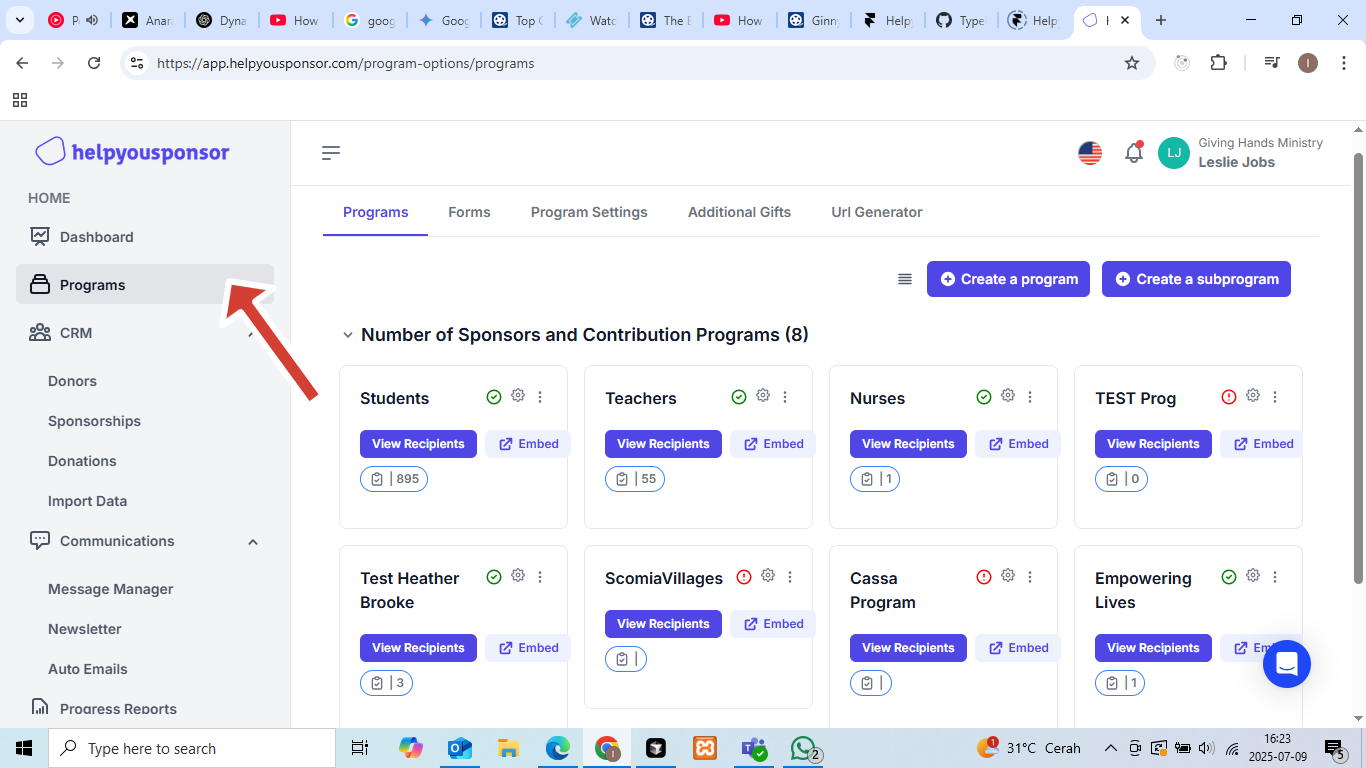 Anar
Dyna
How
goog
Goog
Top
Watc
The E
How
Ginny
Help
Type
Help
https://app.helpyousponsor.com/program-options/programs
I
helpyousponsor
Giving Hands Ministry
LJ
Leslie Jobs
HOME
Dashboard
Programs
CRM
Donors
Sponsorships
Donations
Import Data
Communications
Message Manager
Newsletter
Auto Emails
Progress Reports
Programs
Forms
Program Settings
Additional Gifts
Url Generator
Create a program
Create a subprogram
Number of Sponsors and Contribution Programs (8)
Students
View Recipients
Embed
| 895
Teachers
View Recipients
Embed
| 55
Nurses
View Recipients
Embed
| 1
TEST Prog
View Recipients
Embed
| 0
Test Heather
Brooke
View Recipients
Embed
| 3
ScomiaVillages
View Recipients
Embed
|
Cassa
Program
View Recipients
Embed
|
Empowering
Lives
View Recipients
Em
| 1
Type here to search
I
2
1
31°C Cerah
16:23
2025-07-09
5